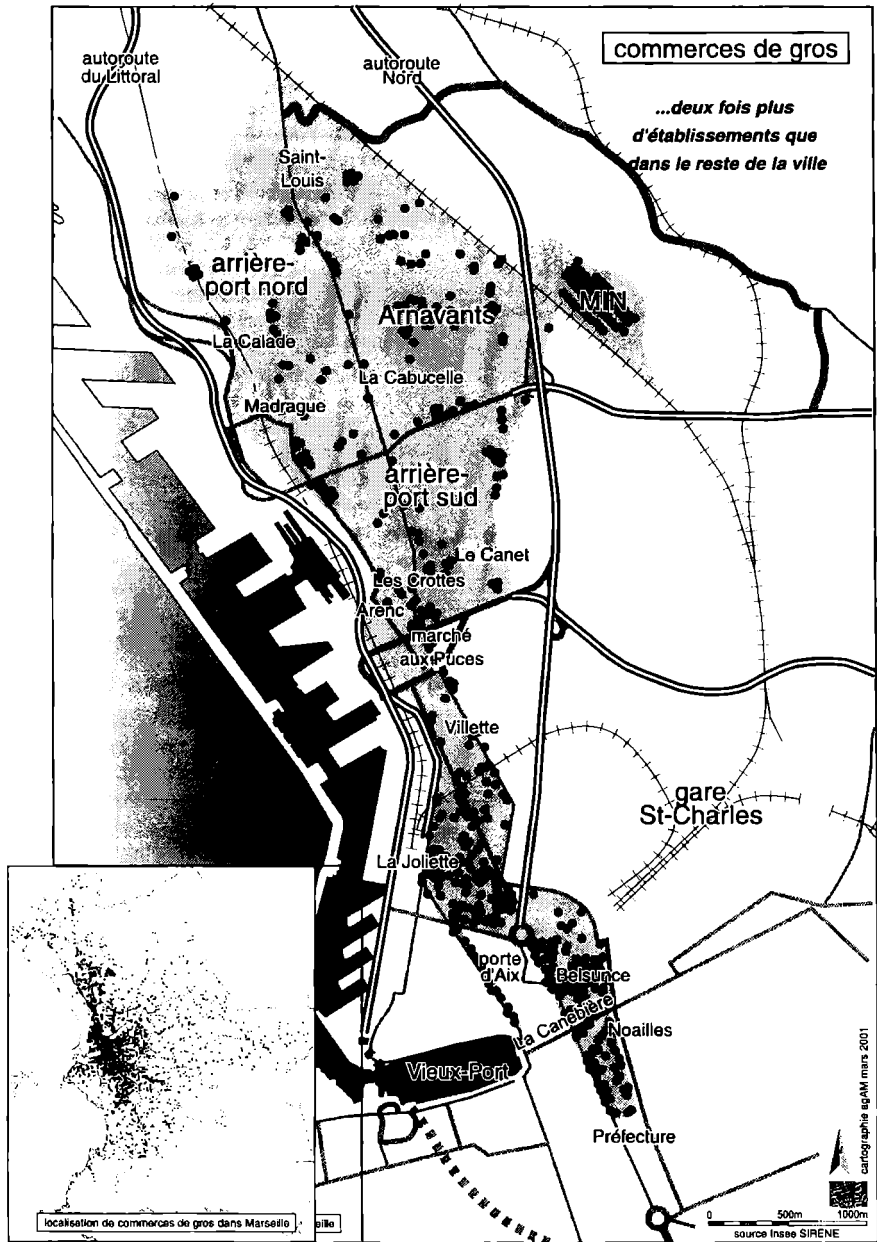 commerces de gros
autoroute
du Littoral
autoroute
Nord
...deux fois plus
d'établissements que
dans le reste de la ville
Saint-
Louis
arrière-
port nord
MIN
Arnavants
La Calade
La Cabucelle
Madrague
arrière-
port sud
Le Canet
Les Crottes
Arenc
marché
aux Puces
Villette
gare
St-Charles
La Joliette
porte
d'Aix
Belsunce
La Canebière
Noailles
Vieux-Port
Préfecture
cartographie agAM mars 2001
0 500m 1000m
source Insee SIRENE
localisation de commerces de gros dans Marseille
eille